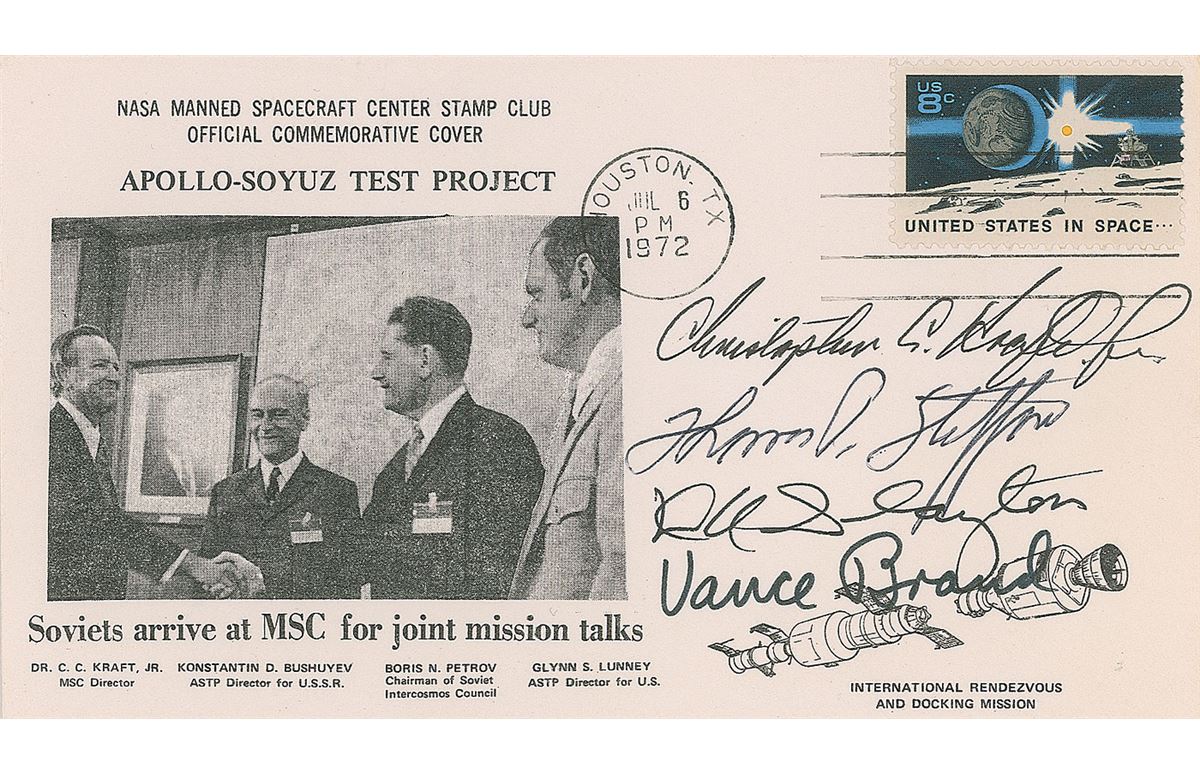 NASA MANNED SPACECRAFT CENTER STAMP CLUB
OFFICIAL COMMEMORATIVE COVER
APOLLO-SOYUZ TEST PROJECT
HOUSTON, TX
JUL 6
PM
1972
US
8c
UNITED STATES IN SPACE...
Christopher C. Kraft, Jr.
Thomas P. Stafford
D K Slayton
Vance Brand
Soviets arrive at MSC for joint mission talks
DR. C. C. KRAFT, JR.
MSC Director
KONSTANTIN D. BUSHUYEV
ASTP Director for U.S.S.R.
BORIS N. PETROV
Chairman of Soviet
Intercosmos Council
GLYNN S. LUNNEY
ASTP Director for U.S.
INTERNATIONAL RENDEZVOUS
AND DOCKING MISSION